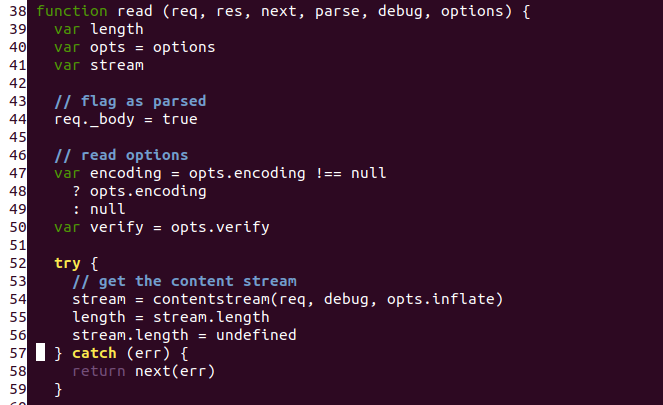 38 function read (req, res, next, parse, debug, options) {
39   var length
40   var opts = options
41   var stream
42
43   // flag as parsed
44   req._body = true
45
46   // read options
47   var encoding = opts.encoding !== null
48     ? opts.encoding
49     : null
50   var verify = opts.verify
51
52   try {
53     // get the content stream
54     stream = contentstream(req, debug, opts.inflate)
55     length = stream.length
56     stream.length = undefined
57   } catch (err) {
58     return next(err)
59   }
60